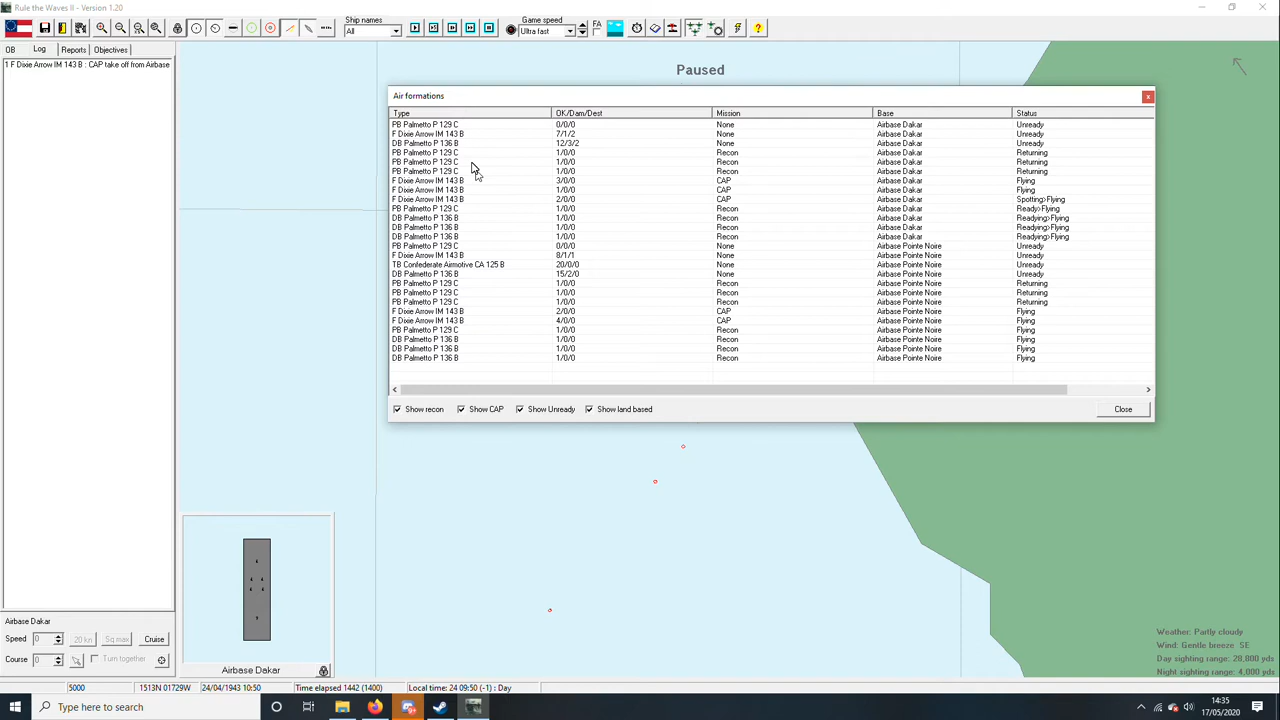 Rule the Waves II - Version 1.20
Ship names
All
Game speed
Ultra fast
FA
OB Log Reports Objectives
1 F Dixie Arrow IM 143 B : CAP take off from Airbase
Paused
Air formations
Type OK/Dam/Dest Mission Base Status
PB Palmetto P 129 C 0/0/0 None Airbase Dakar Unready
F Dixie Arrow IM 143 B 7/1/2 None Airbase Dakar Unready
DB Palmetto P 136 B 12/3/2 None Airbase Dakar Unready
PB Palmetto P 129 C 1/0/0 Recon Airbase Dakar Returning
PB Palmetto P 129 C 1/0/0 Recon Airbase Dakar Returning
PB Palmetto P 129 C 1/0/0 Recon Airbase Dakar Returning
F Dixie Arrow IM 143 B 3/0/0 CAP Airbase Dakar Flying
F Dixie Arrow IM 143 B 1/0/0 CAP Airbase Dakar Flying
F Dixie Arrow IM 143 B 2/0/0 CAP Airbase Dakar Spotting>Flying
PB Palmetto P 129 C 1/0/0 Recon Airbase Dakar Ready>Flying
DB Palmetto P 136 B 1/0/0 Recon Airbase Dakar Readying>Flying
DB Palmetto P 136 B 1/0/0 Recon Airbase Dakar Readying>Flying
DB Palmetto P 136 B 1/0/0 Recon Airbase Dakar Readying>Flying
PB Palmetto P 129 C 0/0/0 None Airbase Pointe Noire Unready
F Dixie Arrow IM 143 B 8/1/1 None Airbase Pointe Noire Unready
TB Confederate Airmotive CA 125 B 20/0/0 None Airbase Pointe Noire Unready
DB Palmetto P 136 B 15/2/0 None Airbase Pointe Noire Unready
PB Palmetto P 129 C 1/0/0 Recon Airbase Pointe Noire Returning
PB Palmetto P 129 C 1/0/0 Recon Airbase Pointe Noire Returning
PB Palmetto P 129 C 1/0/0 Recon Airbase Pointe Noire Returning
F Dixie Arrow IM 143 B 2/0/0 CAP Airbase Pointe Noire Flying
F Dixie Arrow IM 143 B 4/0/0 CAP Airbase Pointe Noire Flying
PB Palmetto P 129 C 1/0/0 Recon Airbase Pointe Noire Flying
DB Palmetto P 136 B 1/0/0 Recon Airbase Pointe Noire Flying
DB Palmetto P 136 B 1/0/0 Recon Airbase Pointe Noire Flying
DB Palmetto P 136 B 1/0/0 Recon Airbase Pointe Noire Flying
Show recon Show CAP Show Unready Show land based Close
Airbase Dakar
Speed 0 20 kn Sq max Cruise
Course 0 Turn together
Airbase Dakar
Weather: Partly cloudy
Wind: Gentle breeze SE
Day sighting range: 28,800 yds
Night sighting range: 4,000 yds
5000 1513N 01729W 24/04/1943 10:50 Time elapsed 1442 (1400) Local time: 24 09:50 (-1) : Day
Type here to search
14:35
17/05/2020